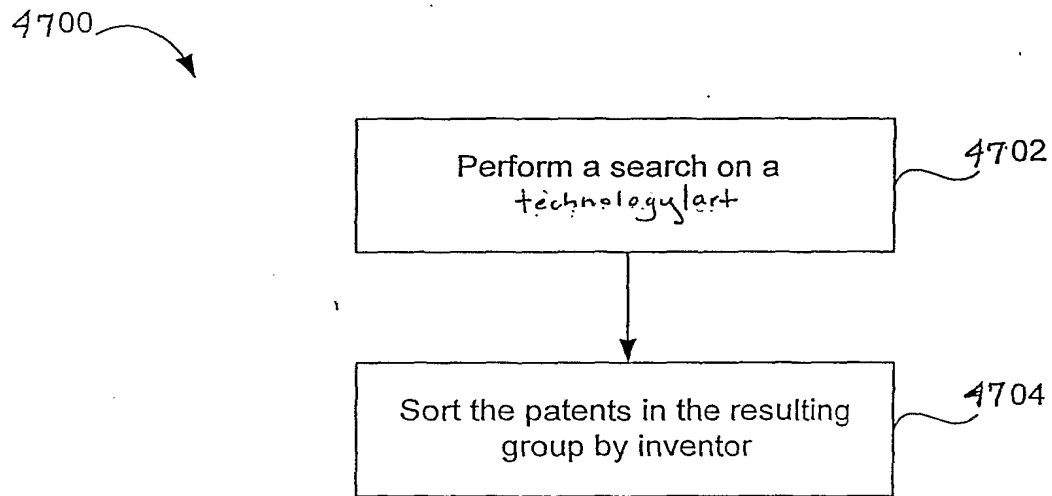 4700
Perform a search on a
technology/art
4702
Sort the patents in the resulting
group by inventor
4704